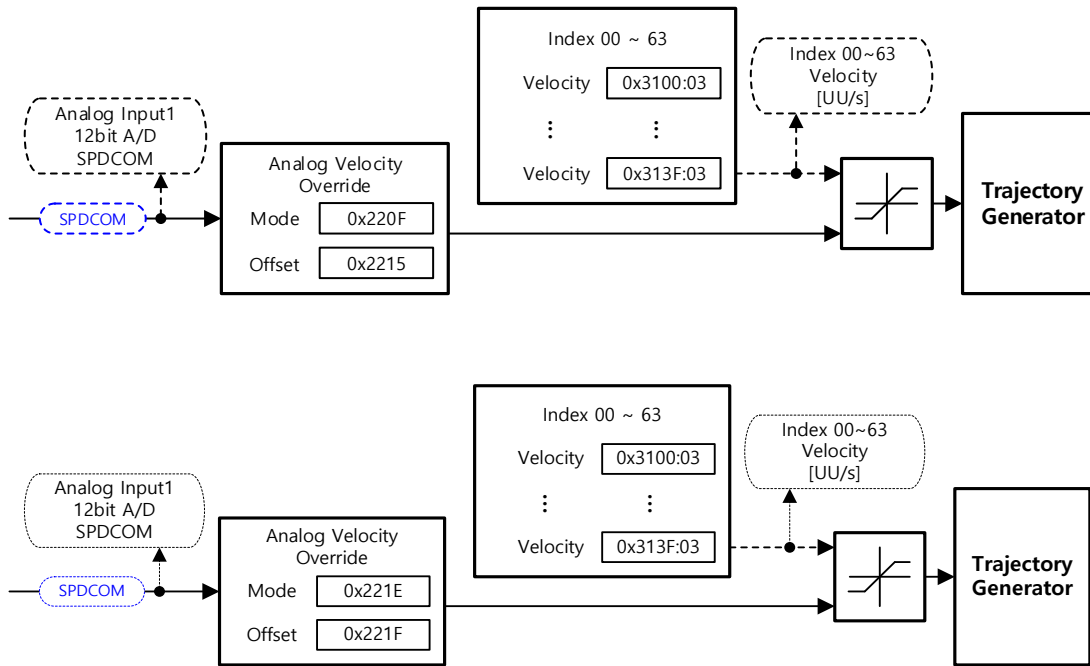 Index 00 ~ 63
Velocity 0x3100:03
⋮ ⋮
Velocity 0x313F:03
Index 00~63
Velocity
[UU/s]
Analog Input1
12bit A/D
SPDCOM
SPDCOM
Analog Velocity
Override
Mode 0x220F
Offset 0x2215
Trajectory
Generator
Index 00 ~ 63
Velocity 0x3100:03
⋮ ⋮
Velocity 0x313F:03
Index 00~63
Velocity
[UU/s]
Analog Input1
12bit A/D
SPDCOM
SPDCOM
Analog Velocity
Override
Mode 0x221E
Offset 0x221F
Trajectory
Generator